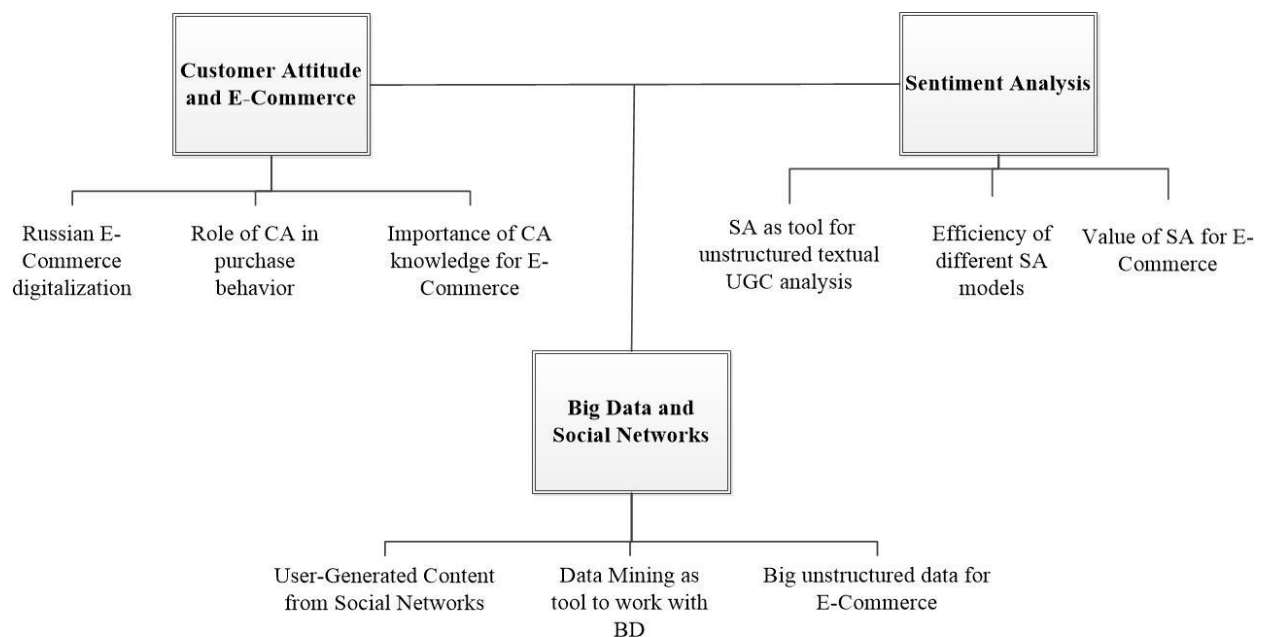 Customer Attitude
and E-Commerce
Sentiment Analysis
Russian E-
Commerce
digitalization
Role of CA in
purchase
behavior
Importance of CA
knowledge for E-
Commerce
SA as tool for
unstructured textual
UGC analysis
Efficiency of
different SA
models
Value of SA for E-
Commerce
Big Data and
Social Networks
User-Generated Content
from Social Networks
Data Mining as
tool to work with
BD
Big unstructured data for
E-Commerce